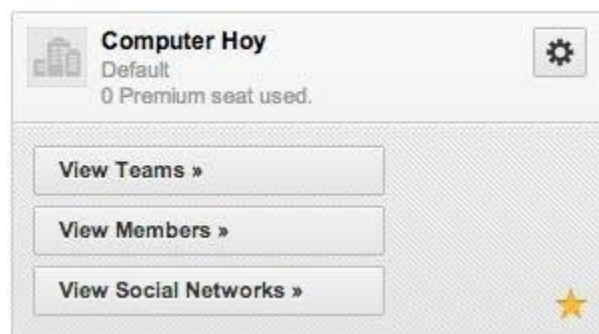 Computer Hoy
Default
0 Premium seat used.
View Teams »
View Members »
View Social Networks »